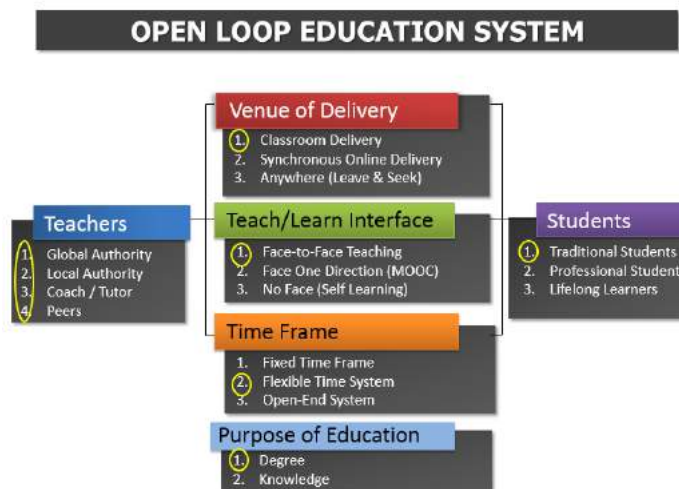 OPEN LOOP EDUCATION SYSTEM
Venue of Delivery
1. Classroom Delivery
2. Synchronous Online Delivery
3. Anywhere (Leave & Seek)
Teachers
1. Global Authority
2. Local Authority
3. Coach / Tutor
4. Peers
Teach/Learn Interface
1. Face-to-Face Teaching
2. Face One Direction (MOOC)
3. No Face (Self Learning)
Students
1. Traditional Students
2. Professional Student
3. Lifelong Learners
Time Frame
1. Fixed Time Frame
2. Flexible Time System
3. Open-End System
Purpose of Education
1. Degree
2. Knowledge